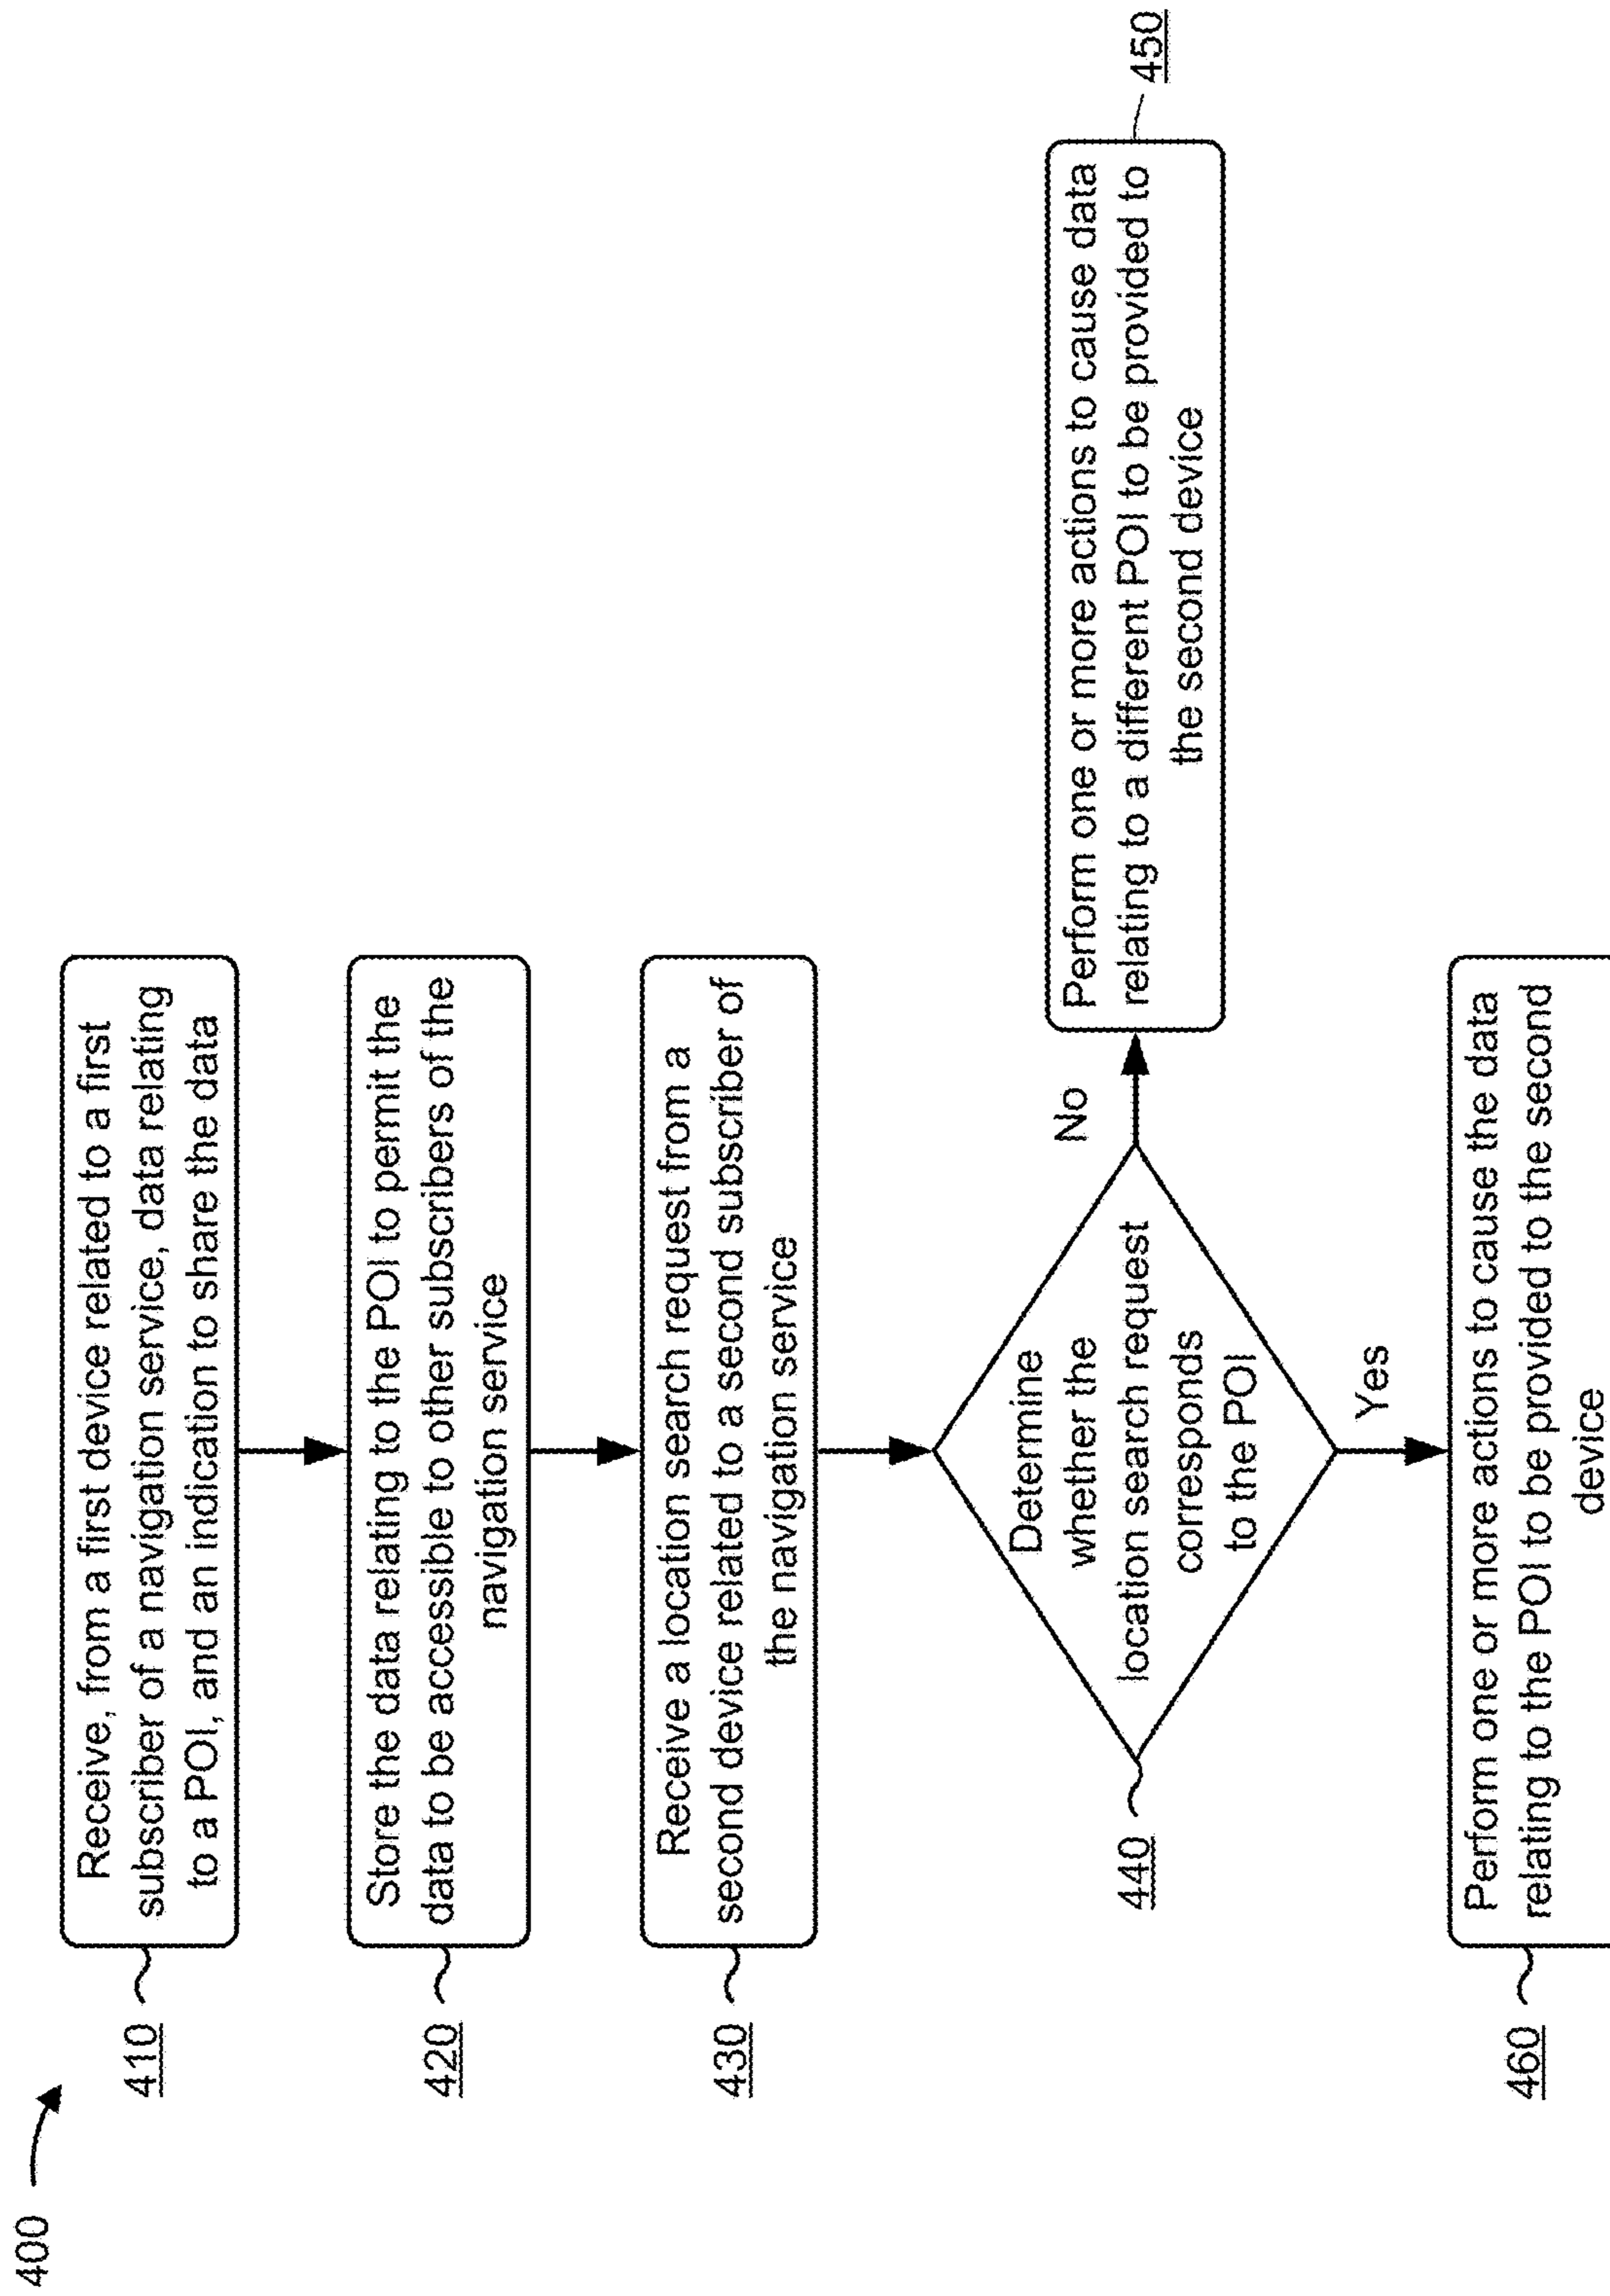 400
410
Receive, from a first device related to a first
subscriber of a navigation service, data relating
to a POI, and an indication to share the data
420
Store the data relating to the POI to permit the
data to be accessible to other subscribers of the
navigation service
430
Receive a location search request from a
second device related to a second subscriber of
the navigation service
440
Determine
whether the
location search request
corresponds
to the POI
No
450
Perform one or more actions to cause data
relating to a different POI to be provided to
the second device
Yes
460
Perform one or more actions to cause the data
relating to the POI to be provided to the second
device